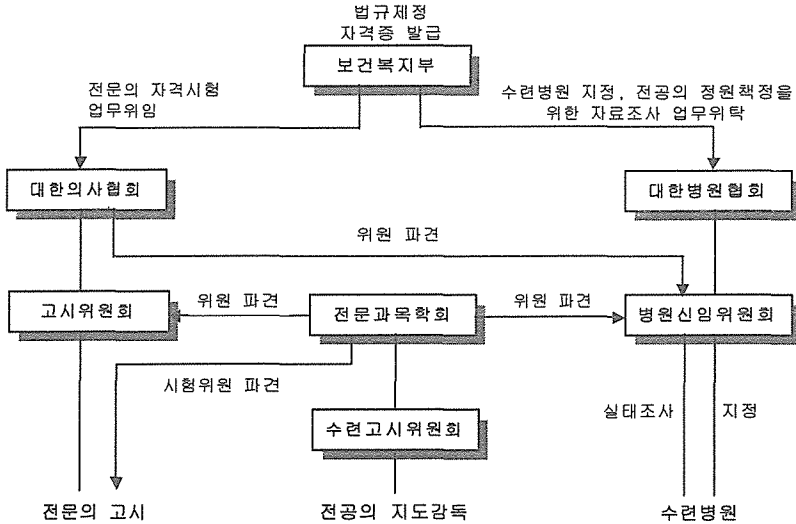 법규제정
자격증 발급
보건복지부
전문의 자격시험
업무위임
수련병원 지정, 전공의 정원책정을
위한 자료조사 업무위탁
대한의사협회
대한병원협회
위원 파견
고시위원회
위원 파견
전문과목학회
위원 파견
병원신임위원회
시험위원 파견
수련고시위원회
실태조사
지정
전문의 고시
전공의 지도감독
수련병원